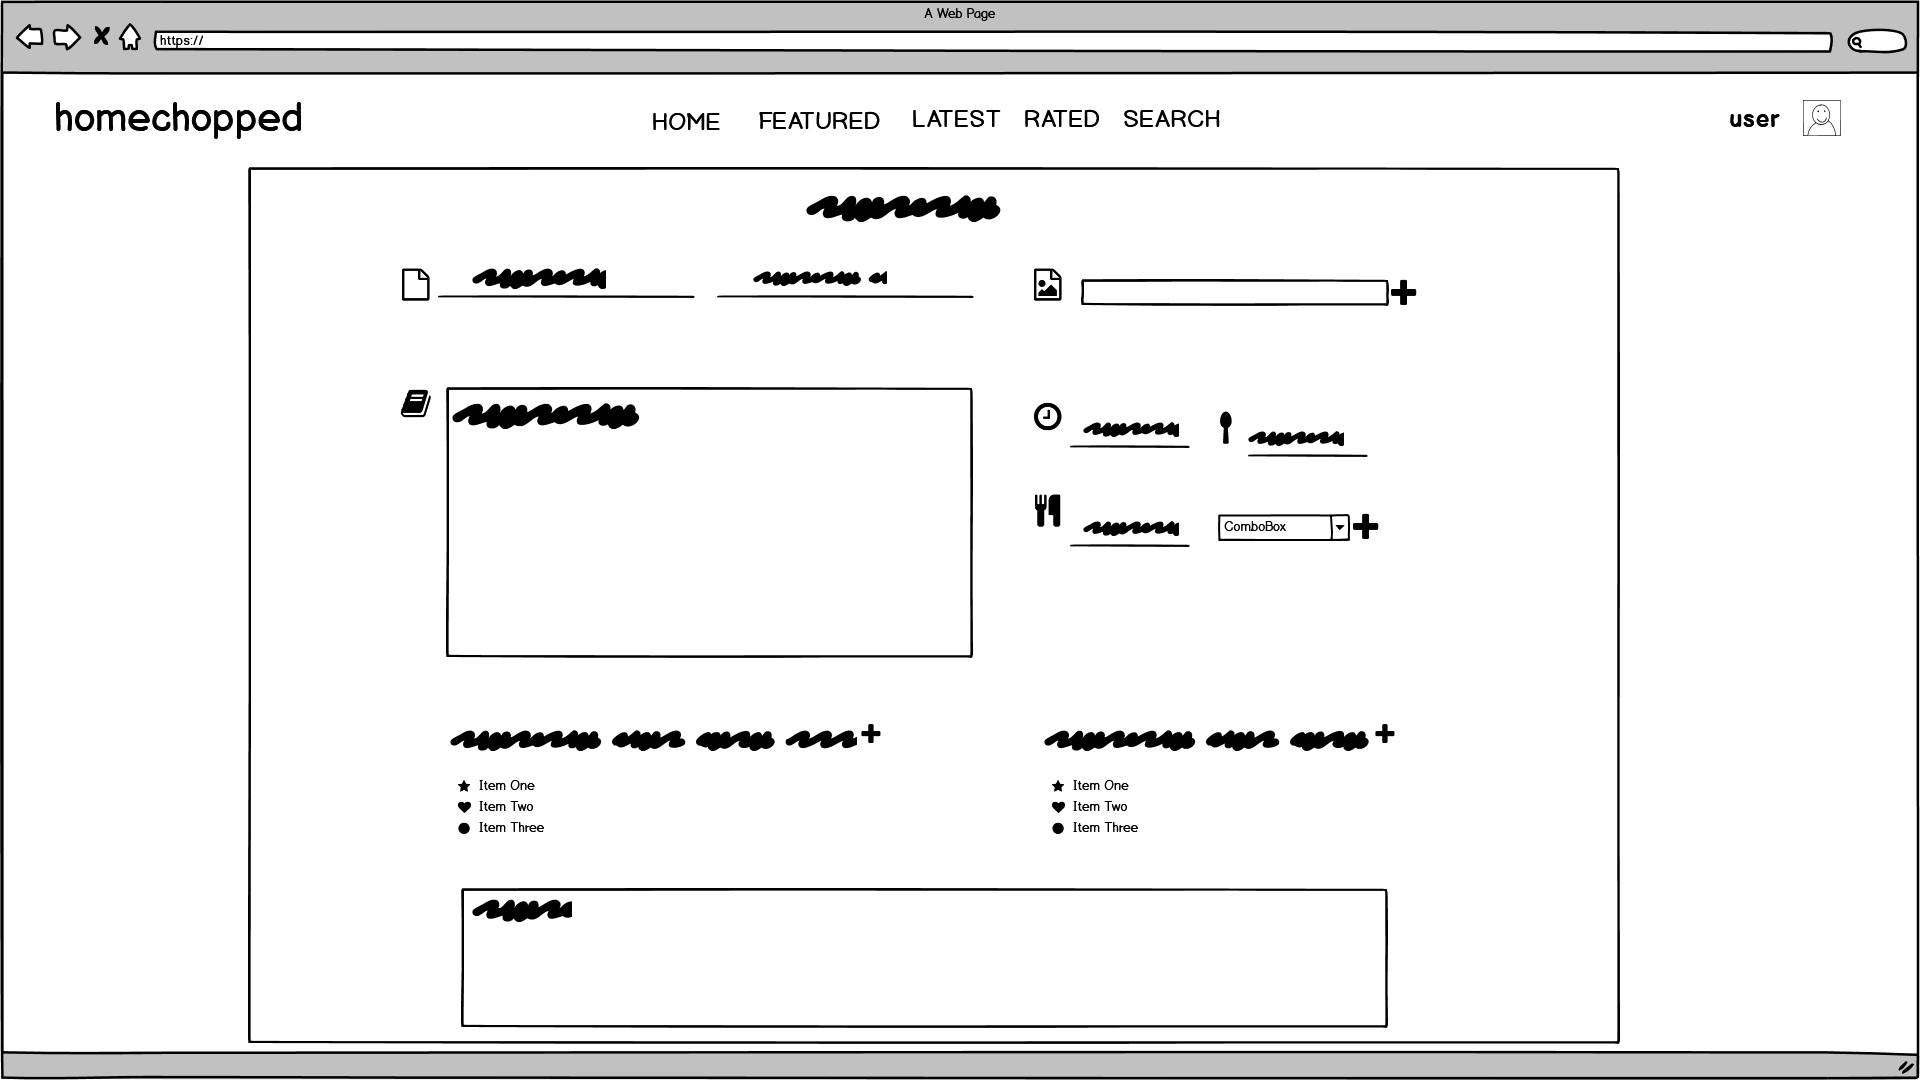 A Web Page
https://
homechopped HOME FEATURED LATEST RATED SEARCH user
ComboBox
Item One
Item Two
Item Three
Item One
Item Two
Item Three